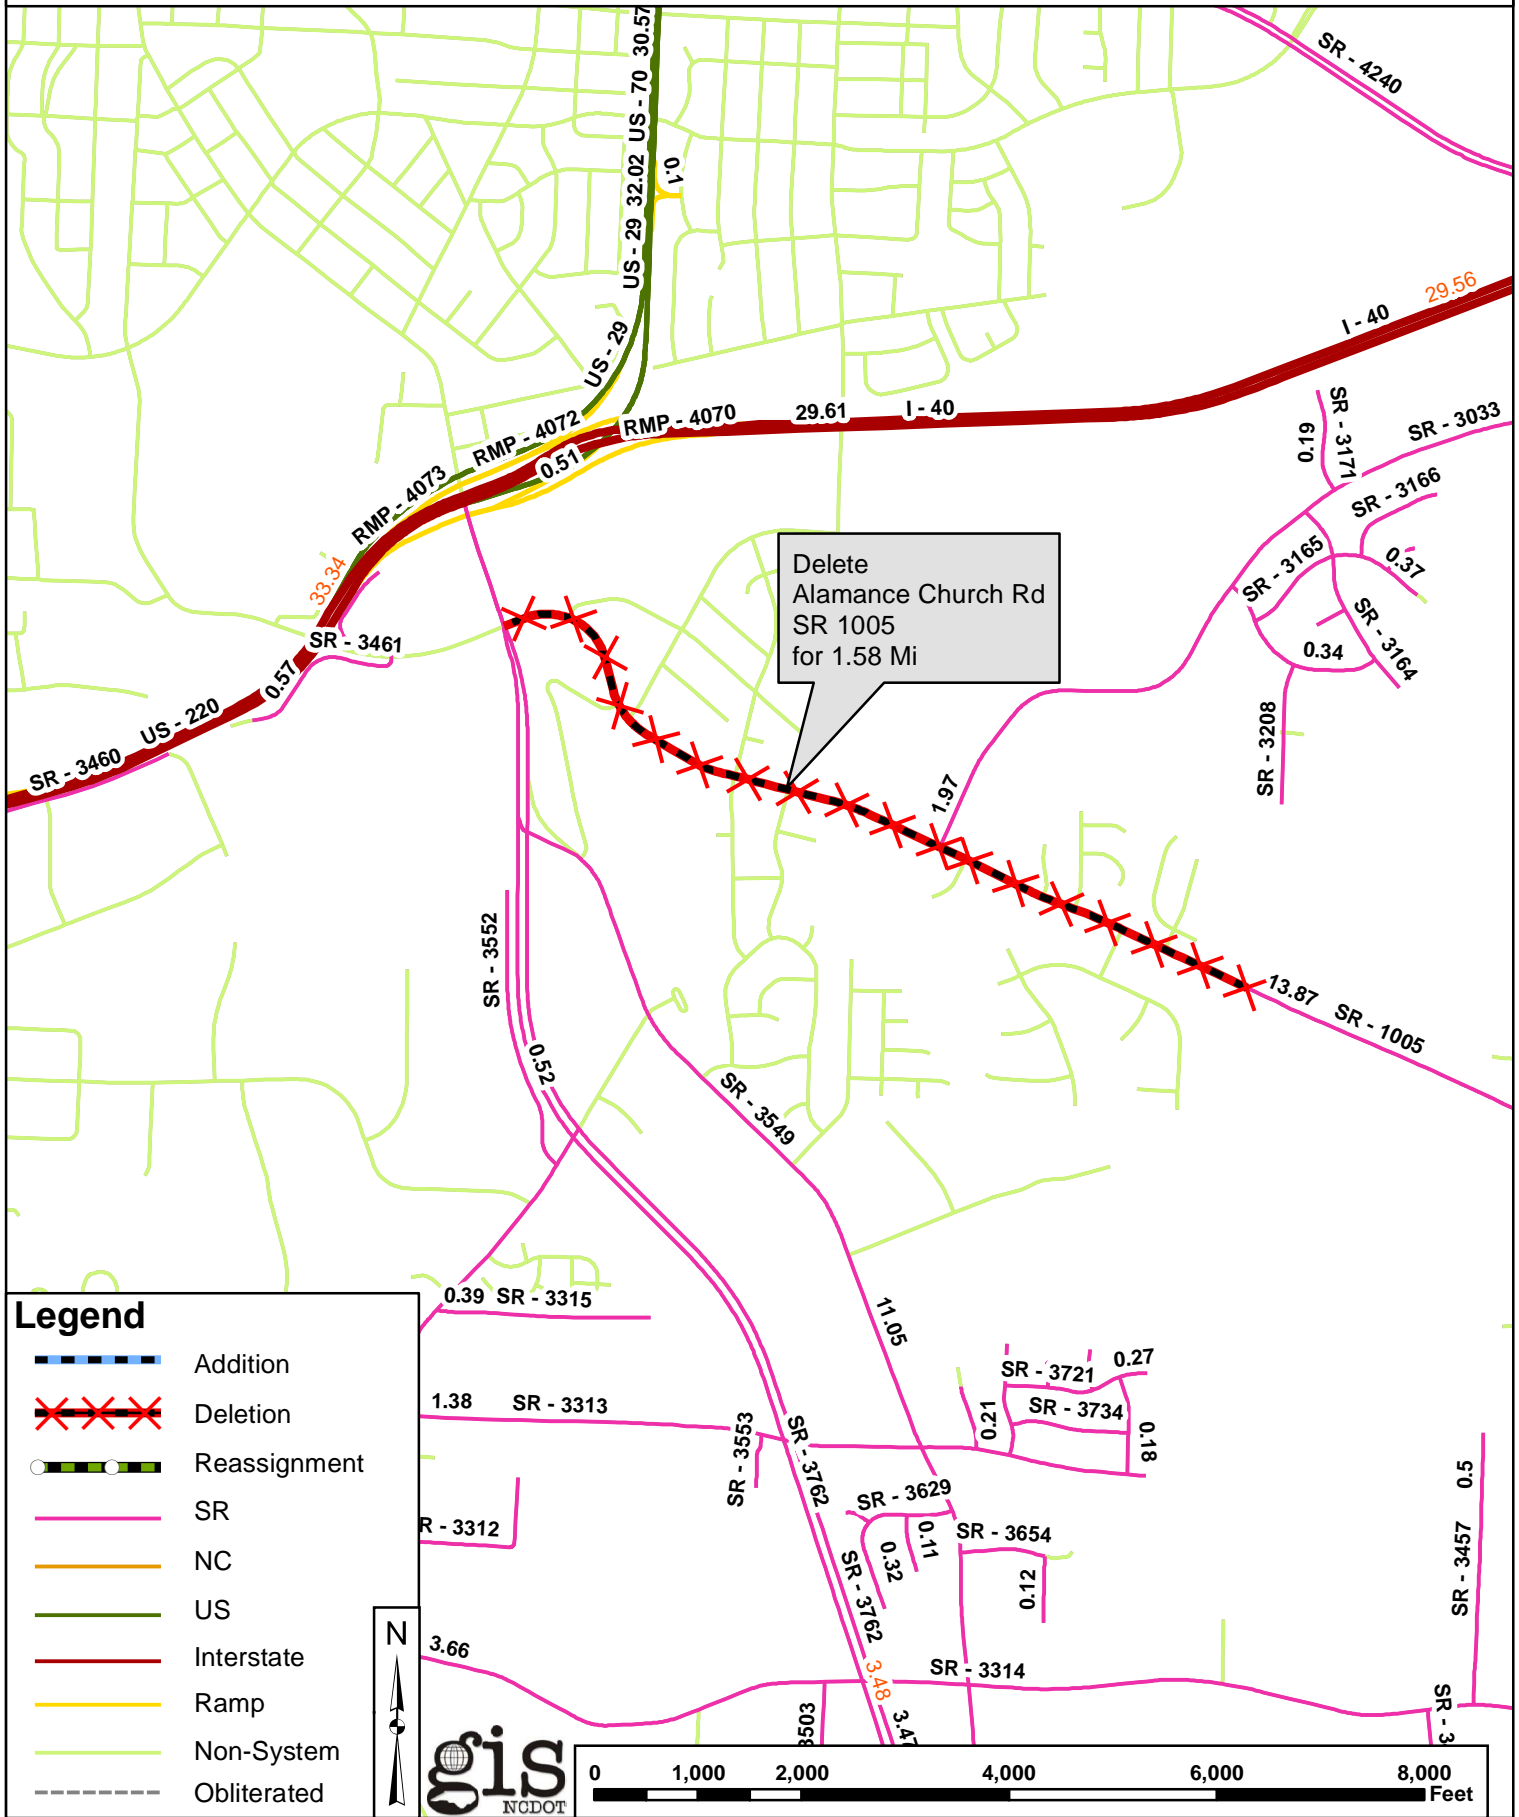 30.57
US - 70
32.02
US - 29
0.1
SR - 4240
US - 29
29.56
I - 40
RMP - 4072
RMP - 4070
29.61
I - 40
0.51
RMP - 4073
33.34
SR - 3171
0.19
SR - 3033
SR - 3166
SR - 3165
0.37
SR - 3164
0.34
SR - 3208
Delete
Alamance Church Rd
SR 1005
for 1.58 Mi
SR - 3461
0.57
US - 220
SR - 3460
1.97
SR - 3552
0.52
13.87
SR - 1005
SR - 3549
11.05
0.39
SR - 3315
1.38
SR - 3313
SR - 3553
SR - 3762
SR - 3721
0.27
SR - 3734
0.21
0.18
SR - 3629
0.11
0.32
SR - 3654
0.12
SR - 3762
0.5
SR - 3457
R - 3312
3.66
SR - 3314
3.48
3.47
3503
SR - 3
Legend
Addition
Deletion
Reassignment
SR
NC
US
Interstate
Ramp
Non-System
Obliterated
N
gis
NCDOT
0 1,000 2,000 4,000 6,000 8,000
Feet